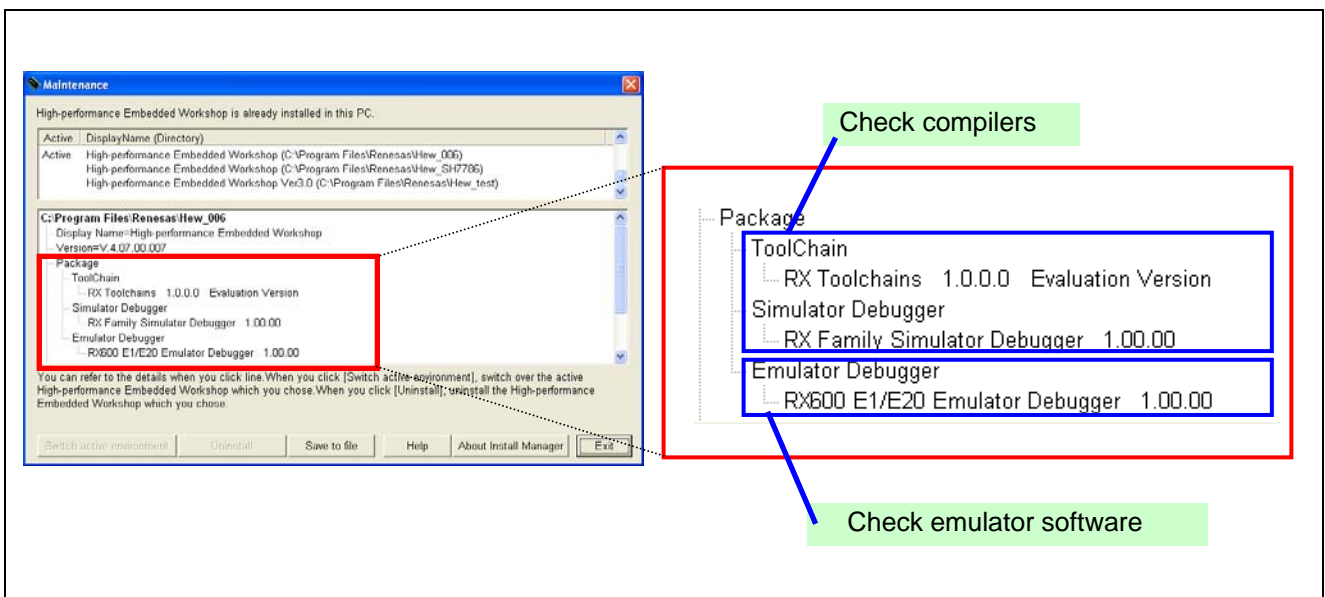 Maintenance
High-performance Embedded Workshop is already installed in this PC.
Active DisplayName (Directory)
Active High-performance Embedded Workshop (C:\Program Files\Renesas\Hew_006)
High-performance Embedded Workshop (C:\Program Files\Renesas\Hew_SH7786)
High-performance Embedded Workshop Ver3.0 (C:\Program Files\Renesas\Hew_test)
C:\Program Files\Renesas\Hew_006
Display Name=High-performance Embedded Workshop
Version=V.4.07.00.007
Package
ToolChain
RX Toolchains 1.0.0.0 Evaluation Version
Simulator Debugger
RX Family Simulator Debugger 1.00.00
Emulator Debugger
RX600 E1/E20 Emulator Debugger 1.00.00
You can refer to the details when you click line.When you click [Switch active environment], switch over the active
High-performance Embedded Workshop which you chose.When you click [Uninstall], uninstall the High-performance
Embedded Workshop which you chose.
Switch active environment Uninstall Save to file Help About Install Manager Exit
Check compilers
Package
ToolChain
RX Toolchains 1.0.0.0 Evaluation Version
Simulator Debugger
RX Family Simulator Debugger 1.00.00
Emulator Debugger
RX600 E1/E20 Emulator Debugger 1.00.00
Check emulator software